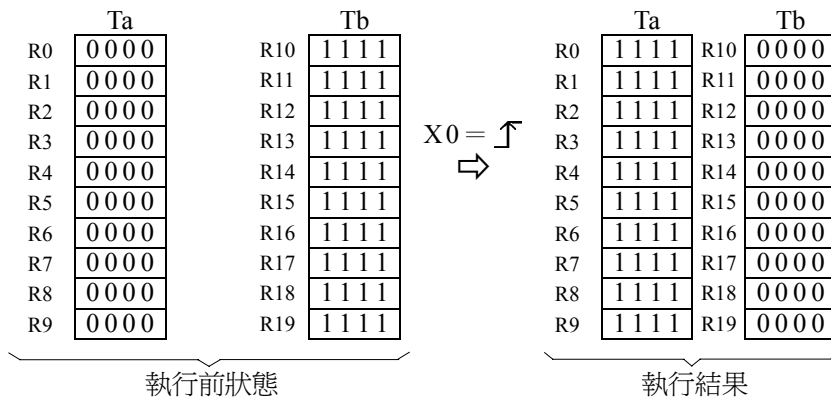 Ta Tb Ta Tb
R0 0000 R10 1111 R0 1111 R10 0000
R1 0000 R11 1111 R1 1111 R11 0000
R2 0000 R12 1111 R2 1111 R12 0000
R3 0000 R13 1111 X0= R3 1111 R13 0000
R4 0000 R14 1111 R4 1111 R14 0000
R5 0000 R15 1111 R5 1111 R15 0000
R6 0000 R16 1111 R6 1111 R16 0000
R7 0000 R17 1111 R7 1111 R17 0000
R8 0000 R18 1111 R8 1111 R18 0000
R9 0000 R19 1111 R9 1111 R19 0000
執行前狀態 執行結果